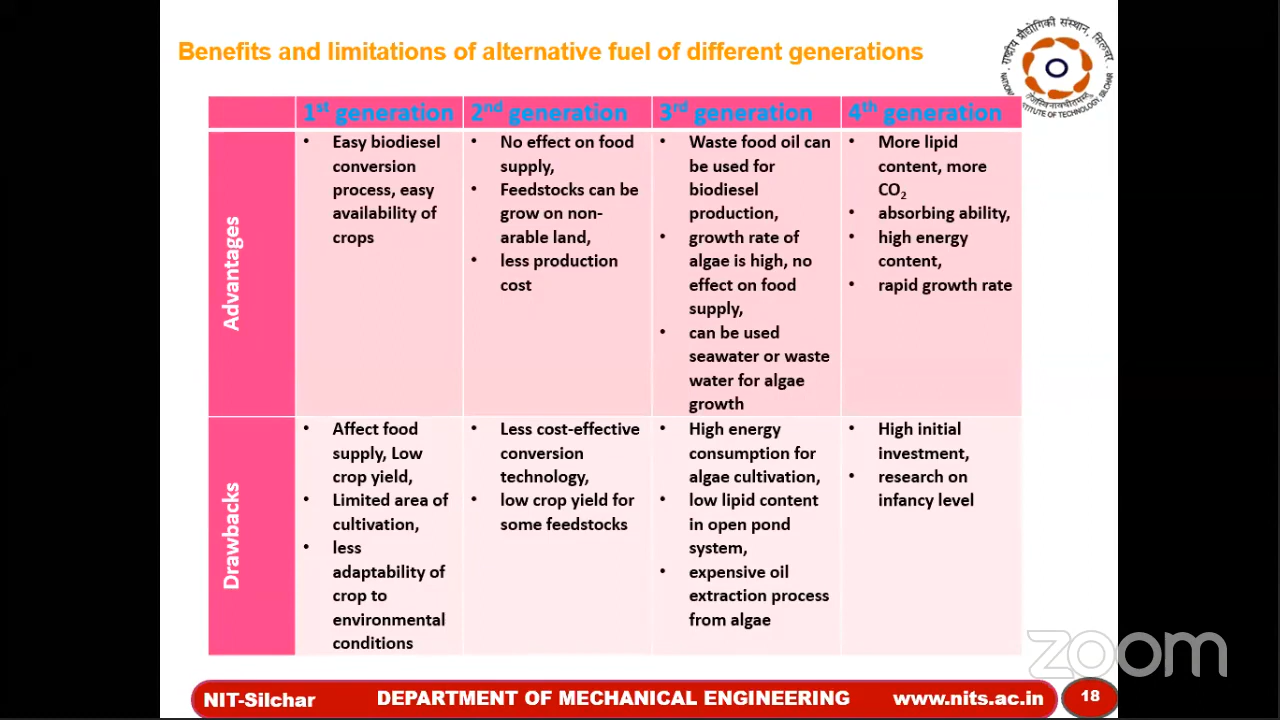 Benefits and limitations of alternative fuel of different generations
राष्ट्रीय प्रौद्योगिकी संस्थान, सिलचर
NATIONAL INSTITUTE OF TECHNOLOGY, SILCHAR
1st generation
2nd generation
3rd generation
4th generation
Advantages
• Easy biodiesel
conversion
process, easy
availability of
crops
• No effect on food
supply,
• Feedstocks can be
grow on non-
arable land,
• less production
cost
• Waste food oil can
be used for
biodiesel
production,
• growth rate of
algae is high, no
effect on food
supply,
• can be used
seawater or waste
water for algae
growth
• More lipid
content, more
CO2
• absorbing ability,
• high energy
content,
• rapid growth rate
Drawbacks
• Affect food
supply, Low
crop yield,
• Limited area of
cultivation,
• less
adaptability of
crop to
environmental
conditions
• Less cost-effective
conversion
technology,
• low crop yield for
some feedstocks
• High energy
consumption for
algae cultivation,
• low lipid content
in open pond
system,
• expensive oil
extraction process
from algae
• High initial
investment,
• research on
infancy level
zoom
NIT-Silchar
DEPARTMENT OF MECHANICAL ENGINEERING
www.nits.ac.in
18